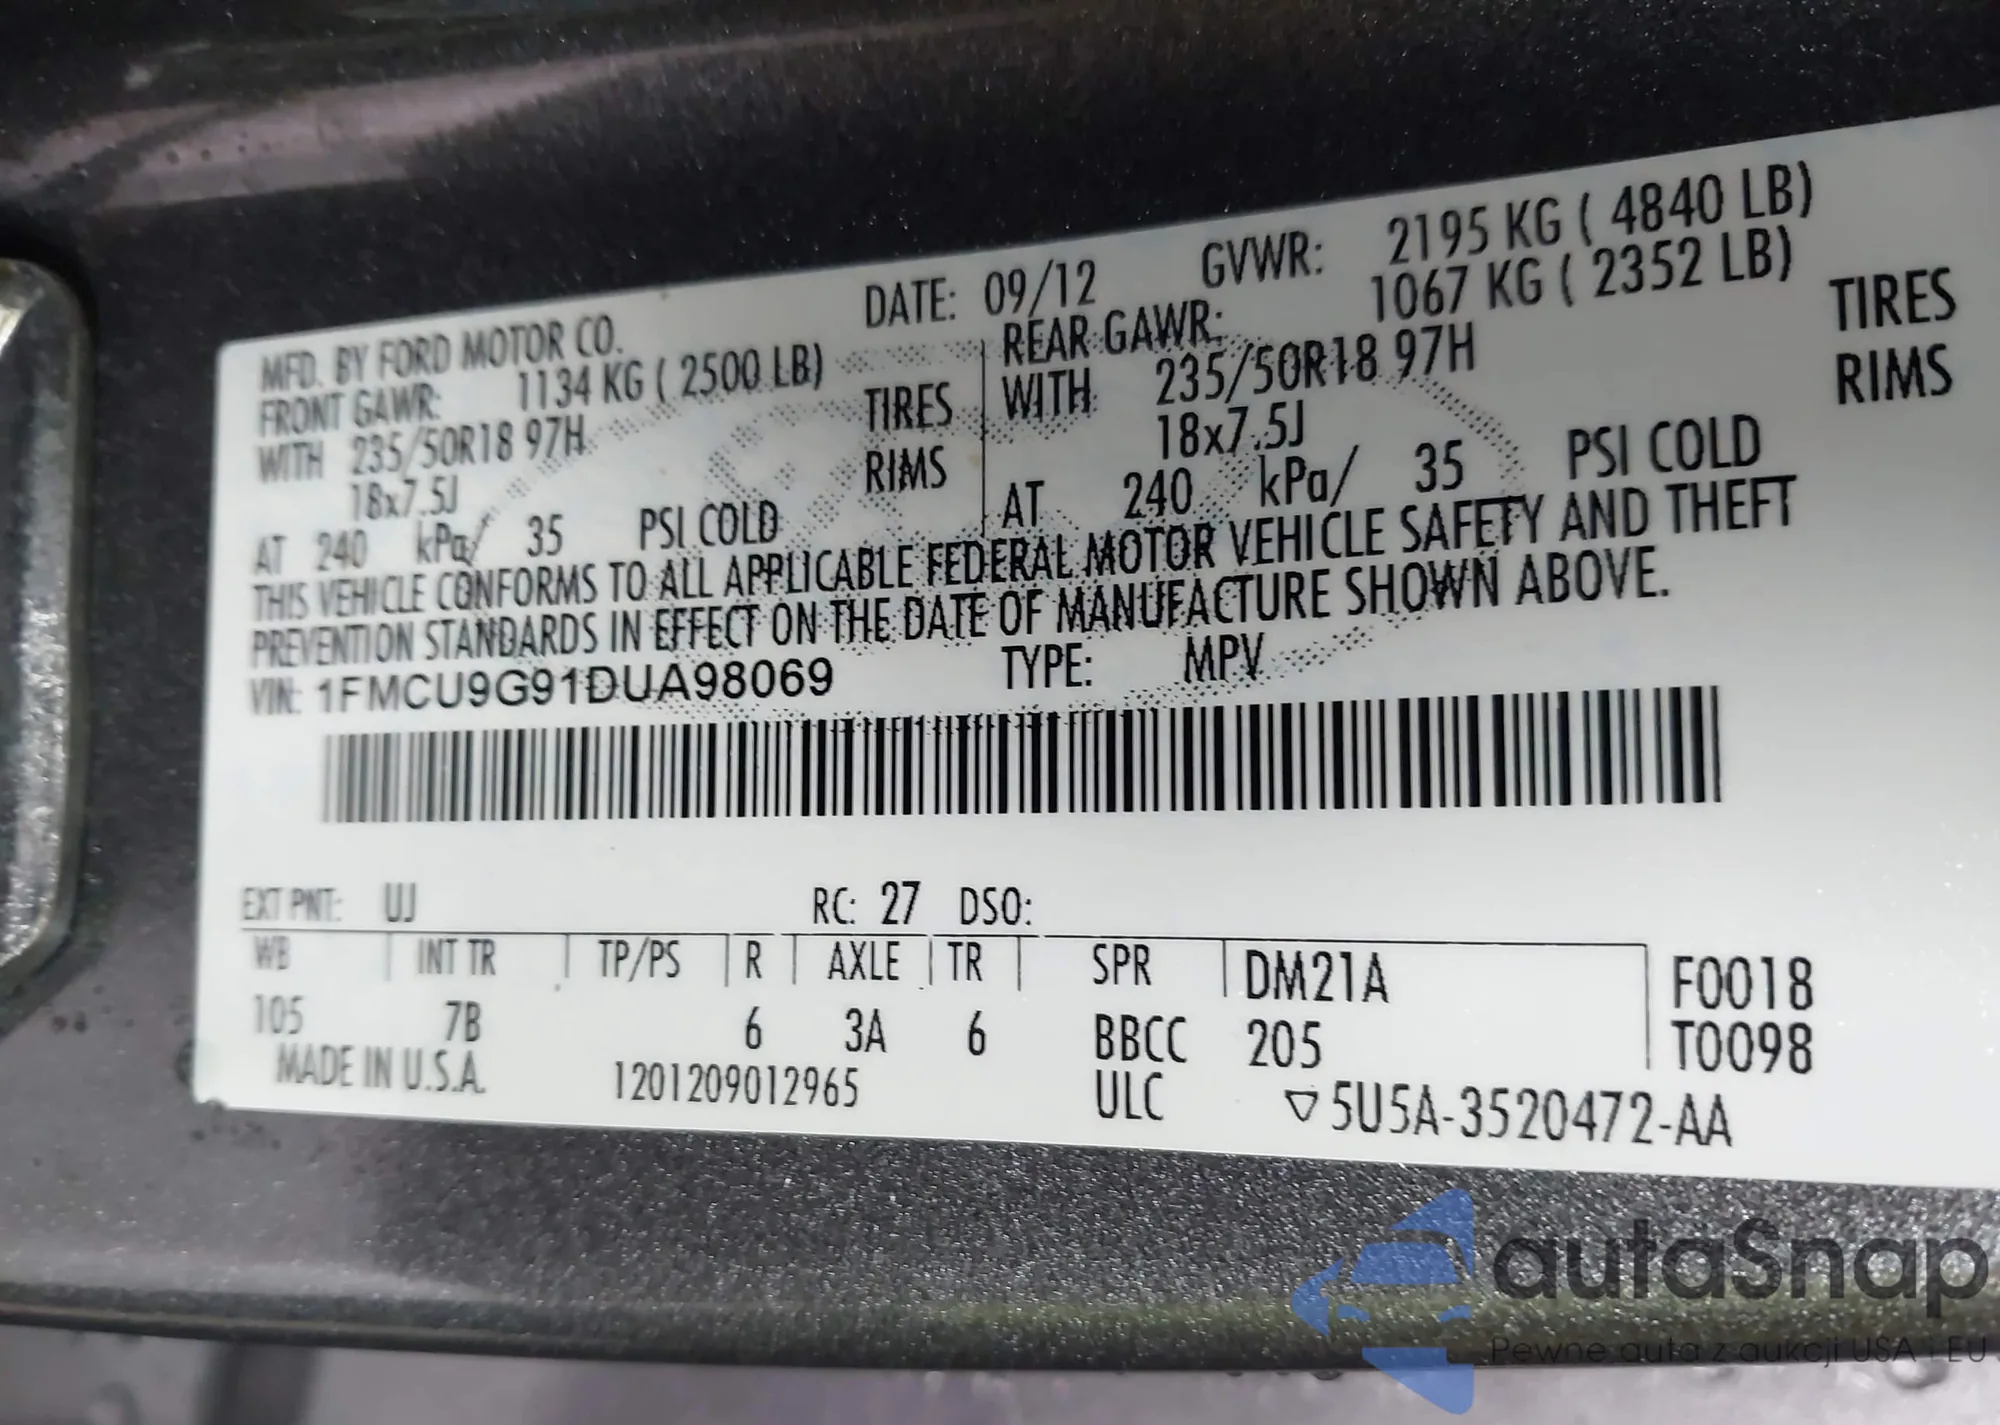 MFD. BY FORD MOTOR CO. DATE: 09/12 GVWR: 2195 KG ( 4840 LB)
FRONT GAWR: 1134 KG ( 2500 LB) REAR GAWR: 1067 KG ( 2352 LB)
WITH 235/50R18 97H TIRES WITH 235/50R18 97H TIRES
18x7.5J RIMS 18x7.5J RIMS
AT 240 kPa/ 35 PSI COLD AT 240 kPa/ 35 PSI COLD
THIS VEHICLE CONFORMS TO ALL APPLICABLE FEDERAL MOTOR VEHICLE SAFETY AND THEFT
PREVENTION STANDARDS IN EFFECT ON THE DATE OF MANUFACTURE SHOWN ABOVE.
VIN: 1FMCU9G91DUA98069 TYPE: MPV
EXT PNT: UJ RC: 27 DSO:
WB INT TR TP/PS R AXLE TR SPR DM21A F0018
105 7B 6 3A 6 BBCC 205 T0098
MADE IN U.S.A. 1201209012965 ULC ▽5U5A-3520472-AA
autaSnap
Pewne auta z aukcji USA i EU